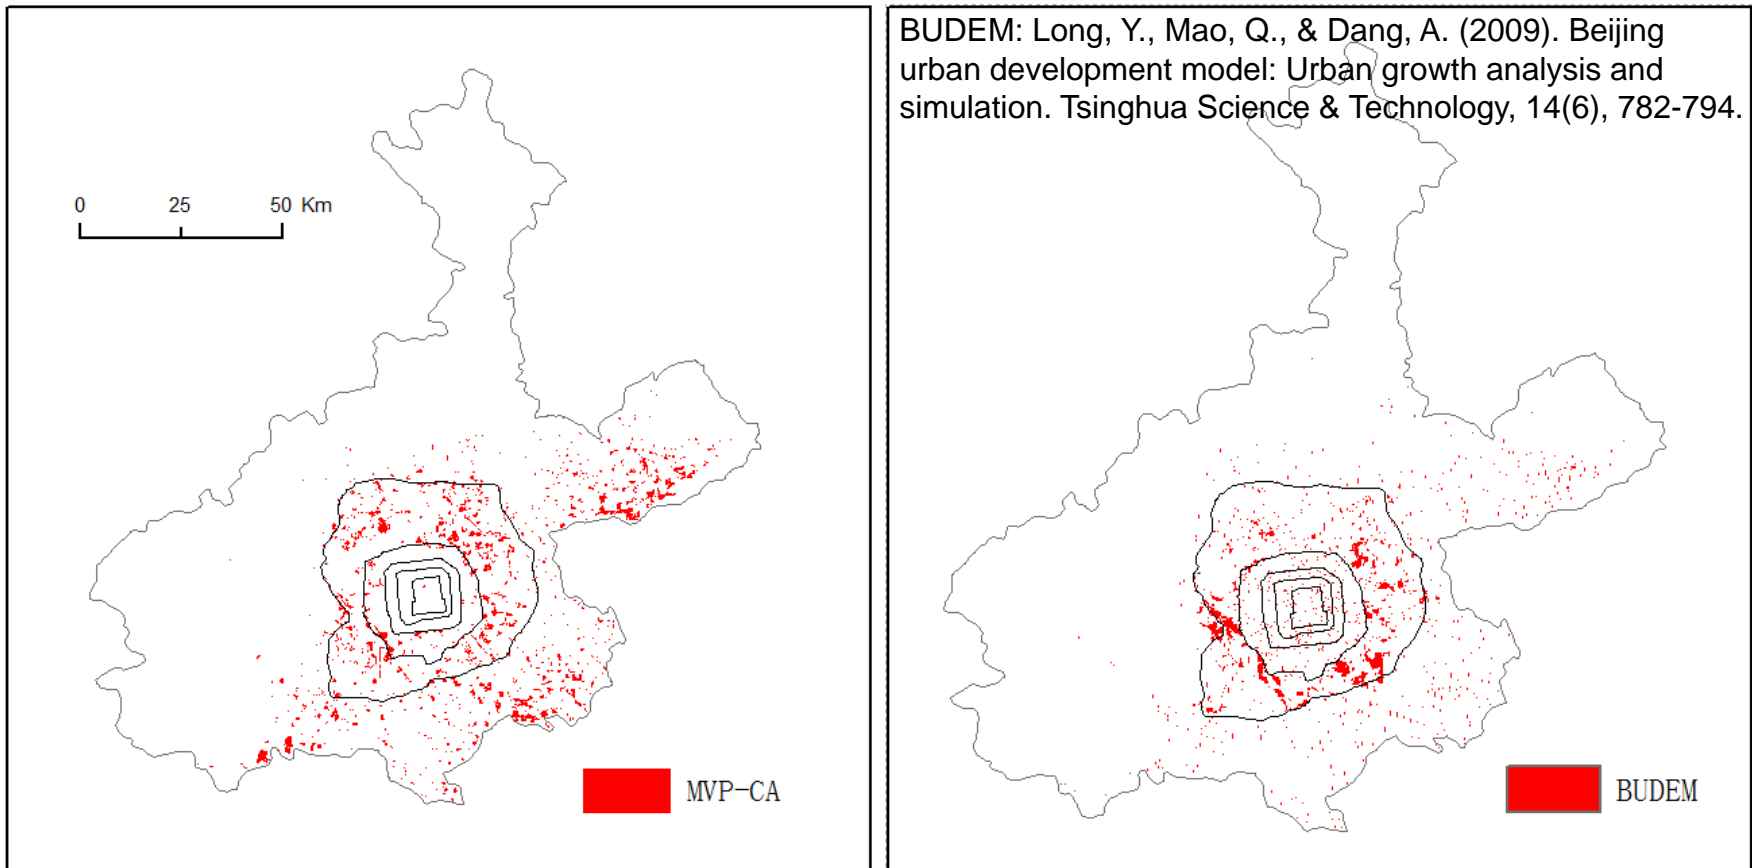 0 25 50 Km
MVP-CA
BUDEM: Long, Y., Mao, Q., & Dang, A. (2009). Beijing
urban development model: Urban growth analysis and
simulation. Tsinghua Science & Technology, 14(6), 782-794.
BUDEM